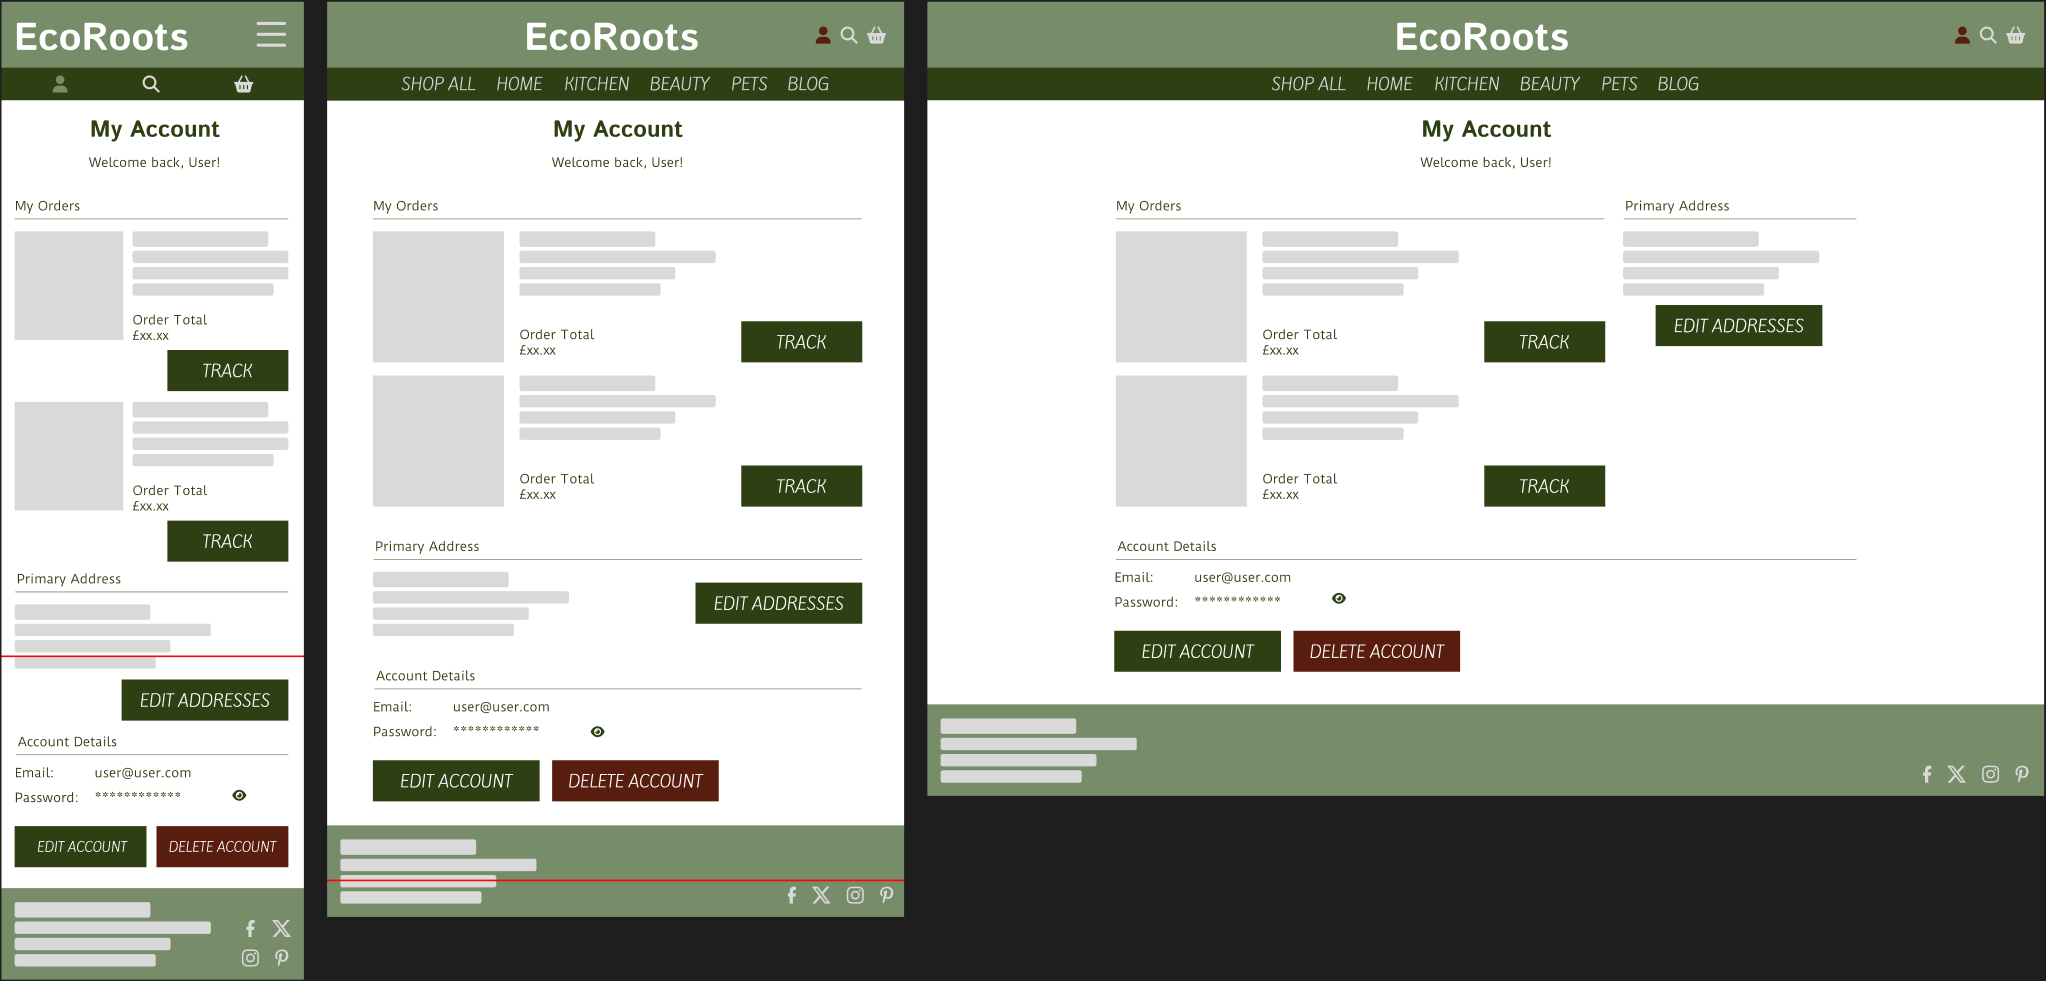 EcoRoots
My Account
Welcome back, User!
My Orders
Order Total
£xx.xx
TRACK
Order Total
£xx.xx
TRACK
Primary Address
EDIT ADDRESSES
Account Details
Email: user@user.com
Password: ************
EDIT ACCOUNT DELETE ACCOUNT
EcoRoots
SHOP ALL HOME KITCHEN BEAUTY PETS BLOG
My Account
Welcome back, User!
My Orders
Order Total
£xx.xx
TRACK
Order Total
£xx.xx
TRACK
Primary Address
EDIT ADDRESSES
Account Details
Email: user@user.com
Password: ************
EDIT ACCOUNT DELETE ACCOUNT
EcoRoots
SHOP ALL HOME KITCHEN BEAUTY PETS BLOG
My Account
Welcome back, User!
My Orders
Order Total
£xx.xx
TRACK
Order Total
£xx.xx
TRACK
Primary Address
EDIT ADDRESSES
Account Details
Email: user@user.com
Password: ************
EDIT ACCOUNT DELETE ACCOUNT